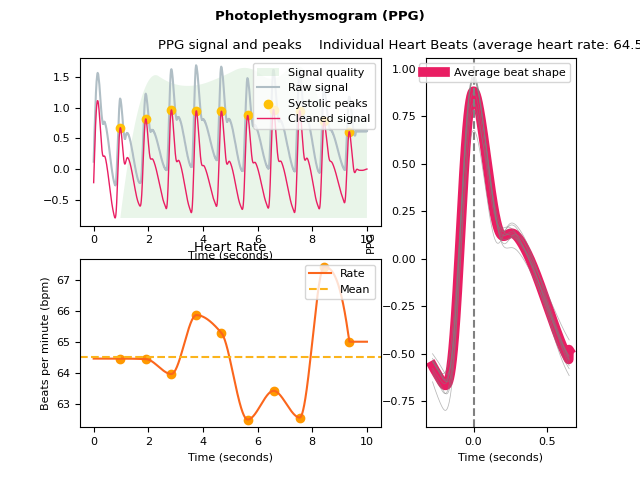 Photoplethysmogram (PPG)
PPG signal and peaks
Individual Heart Beats (average heart rate: 64.5
1.5
1.0
0.5
0.0
−0.5
Signal quality
Raw signal
Systolic peaks
Cleaned signal
0
2
4
6
8
10
Time (seconds)
Heart Rate
67
66
65
64
63
Beats per minute (bpm)
Rate
Mean
0
2
4
6
8
10
Time (seconds)
PPG
1.00
0.75
0.50
0.25
0.00
−0.25
−0.50
−0.75
Average beat shape
0.0
0.5
Time (seconds)